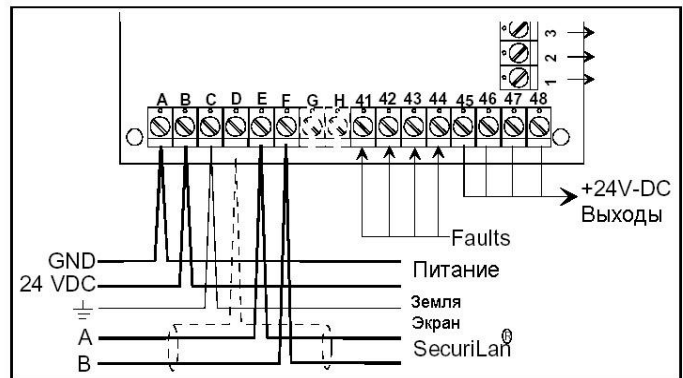 3
2
1
A B C D E F G H 41 42 43 44 45 46 47 48
+24V-DC
Выходы
Faults
GND
Питание
24 VDC
Земля
Экран
A
SecuriLan®
B